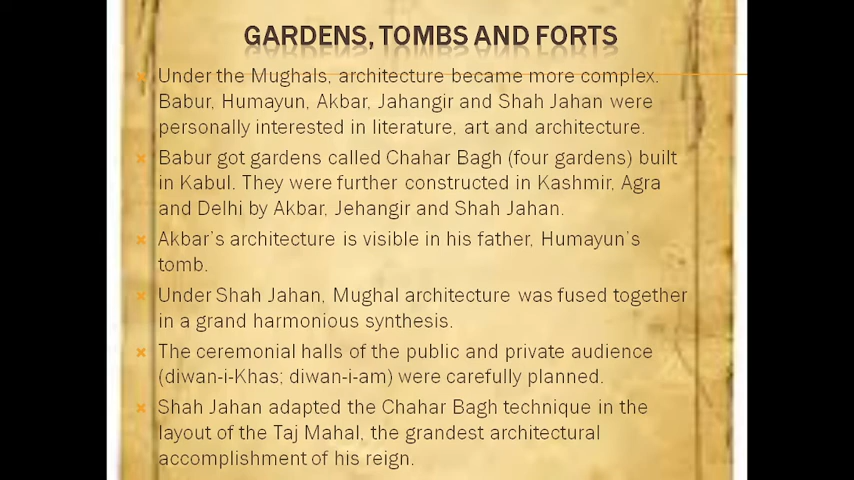 GARDENS, TOMBS AND FORTS
Under the Mughals, architecture became more complex.
Babur, Humayun, Akbar, Jahangir and Shah Jahan were
personally interested in literature, art and architecture.
Babur got gardens called Chahar Bagh (four gardens) built
in Kabul. They were further constructed in Kashmir, Agra
and Delhi by Akbar, Jehangir and Shah Jahan.
Akbar's architecture is visible in his father, Humayun's
tomb.
Under Shah Jahan, Mughal architecture was fused together
in a grand harmonious synthesis.
The ceremonial halls of the public and private audience
(diwan-i-Khas; diwan-i-am) were carefully planned.
Shah Jahan adapted the Chahar Bagh technique in the
layout of the Taj Mahal, the grandest architectural
accomplishment of his reign.